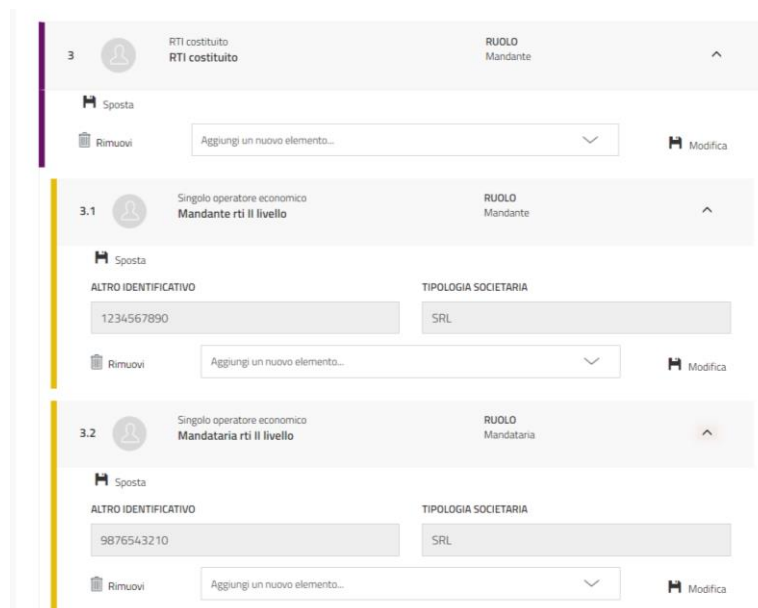 3
RTI costituito
RTI costituito
RUOLO
Mandante
Sposta
Rimuovi
Aggiungi un nuovo elemento...
Modifica
3.1
Singolo operatore economico
Mandante rti II livello
RUOLO
Mandante
Sposta
ALTRO IDENTIFICATIVO
TIPOLOGIA SOCIETARIA
1234567890
SRL
Rimuovi
Aggiungi un nuovo elemento...
Modifica
3.2
Singolo operatore economico
Mandataria rti II livello
RUOLO
Mandataria
Sposta
ALTRO IDENTIFICATIVO
TIPOLOGIA SOCIETARIA
9876543210
SRL
Rimuovi
Aggiungi un nuovo elemento...
Modifica